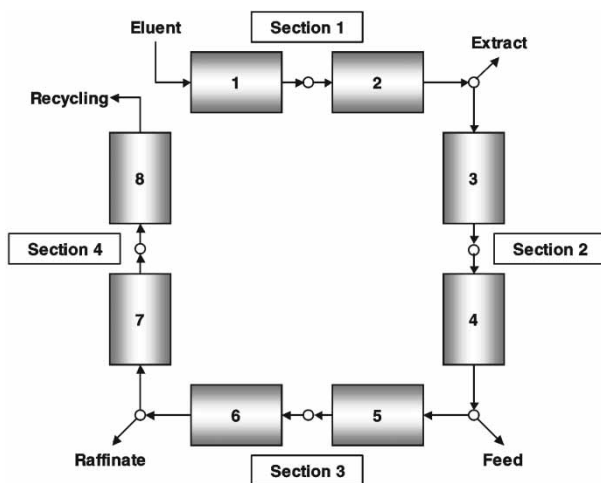 Section 1
Eluent
Extract
1
2
Recycling
8
3
Section 4
Section 2
7
4
6
5
Raffinate
Section 3
Feed